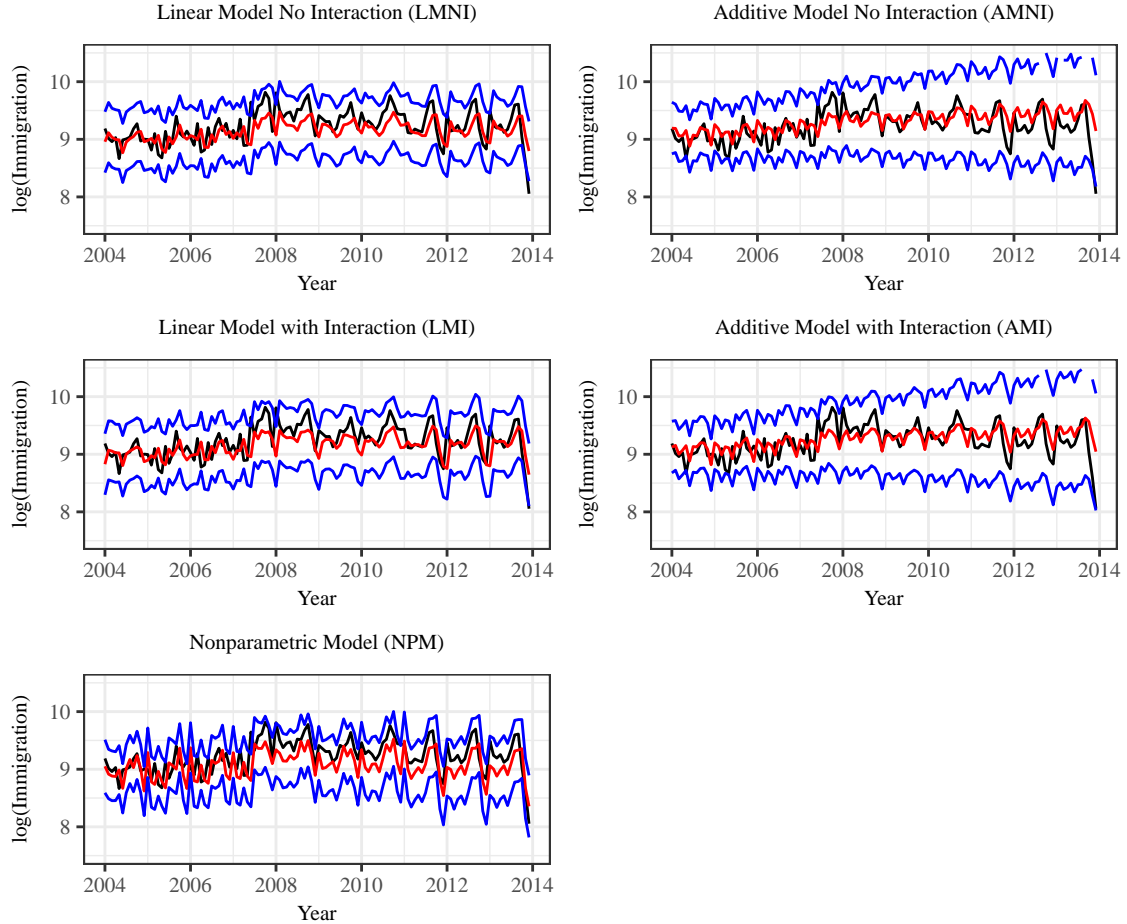 Linear Model No Interaction (LMNI)
log(Immigration)
10
9
8
2004 2006 2008 2010 2012 2014
Year
Additive Model No Interaction (AMNI)
log(Immigration)
10
9
8
2004 2006 2008 2010 2012 2014
Year
Linear Model with Interaction (LMI)
log(Immigration)
10
9
8
2004 2006 2008 2010 2012 2014
Year
Additive Model with Interaction (AMI)
log(Immigration)
10
9
8
2004 2006 2008 2010 2012 2014
Year
Nonparametric Model (NPM)
log(Immigration)
10
9
8
2004 2006 2008 2010 2012 2014
Year